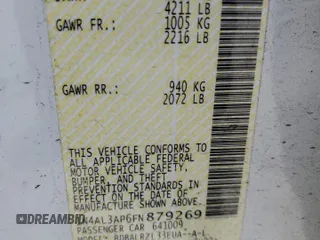 4211 LB
GAWR FR.: 1005 KG
2216 LB
GAWR RR.: 940 KG
2072 LB
THIS VEHICLE CONFORMS TO
ALL APPLICABLE FEDERAL
MOTOR VEHICLE SAFETY,
BUMPER, AND THEFT
PREVENTION STANDARDS
IN EFFECT ON THE DATE OF
MANUFACTURE SHOWN ABOVE.
1N4AL3AP6FN879269
PASSENGER CAR 641009
DREAMBID